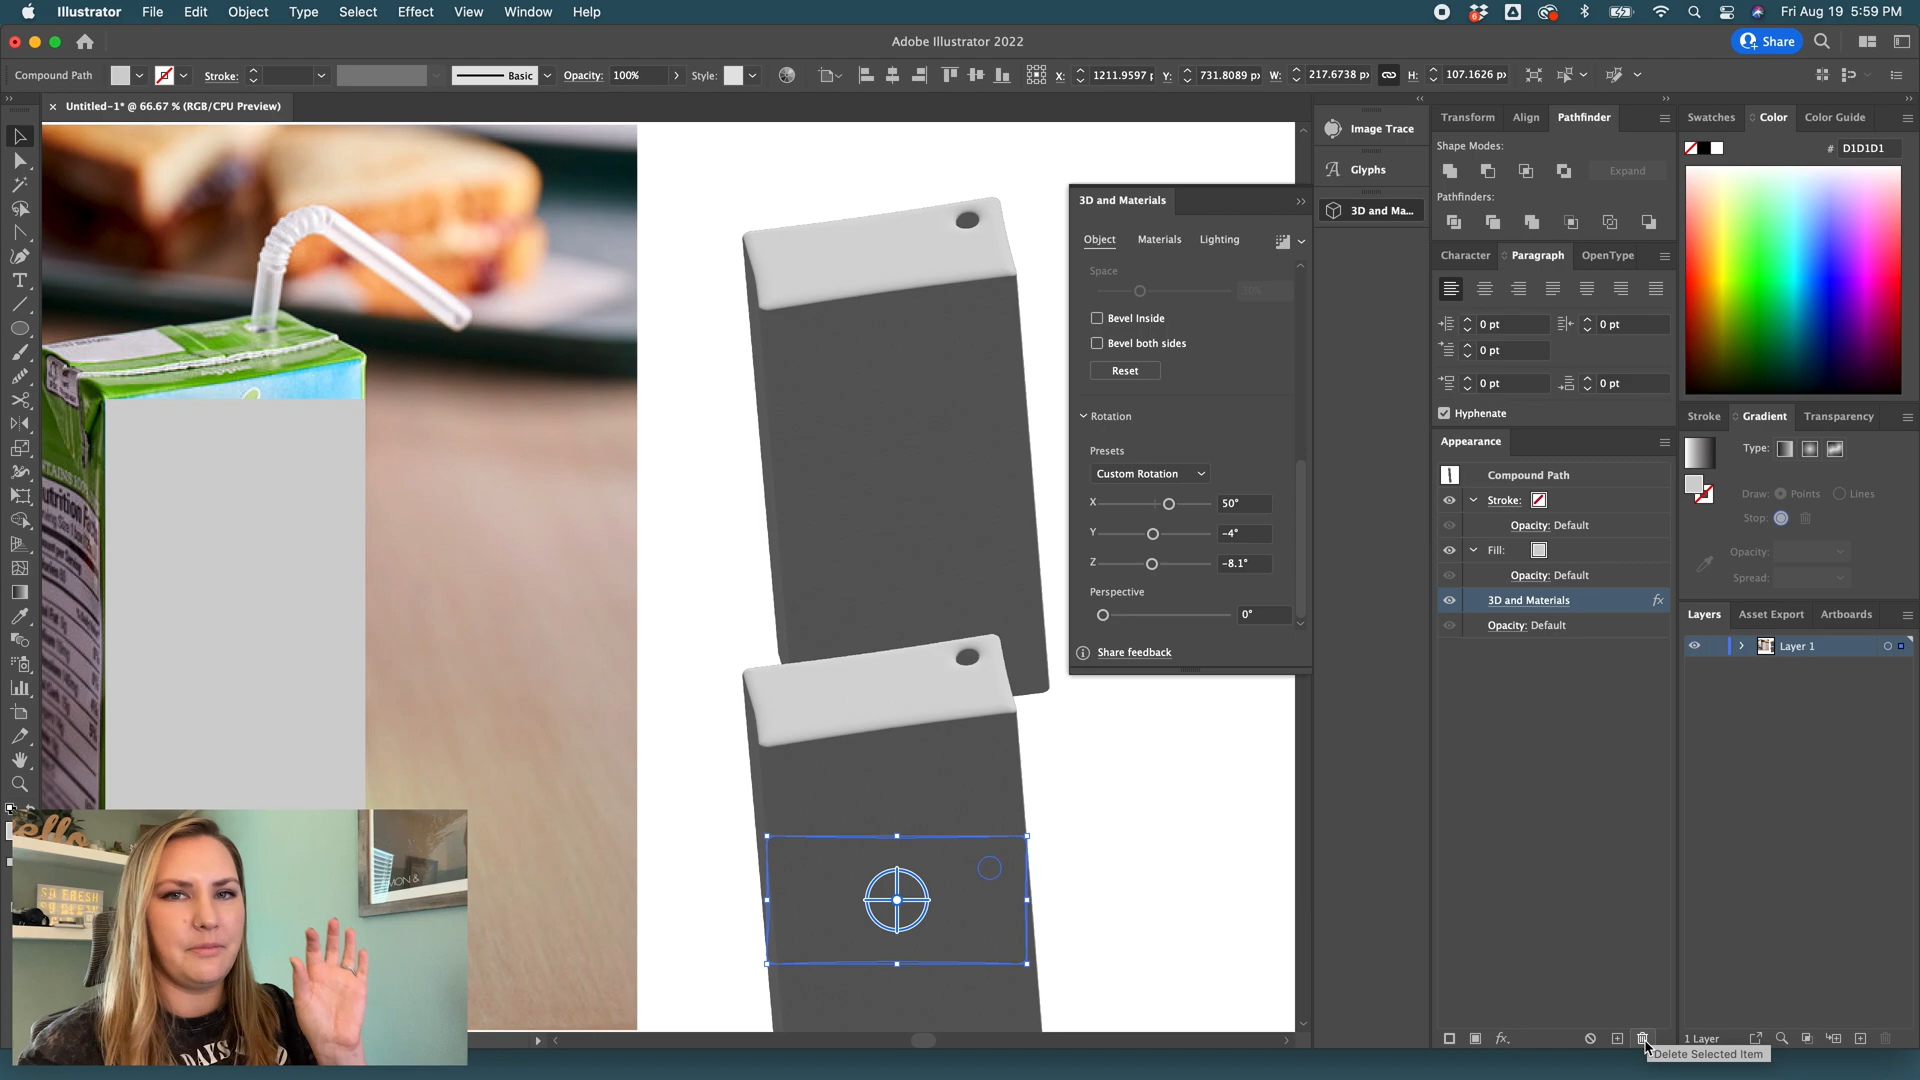 Illustrator File Edit Object Type Select Effect View Window Help
Fri Aug 19 5:59 PM
Adobe Illustrator 2022
Share
Compound Path
Stroke:
Basic
Opacity: 100%
Style:
X: 1211.9597 p
Y: 731.8089 p
W: 217.6738 p
H: 107.1626 p
× Untitled-1* @ 66.67 % (RGB/CPU Preview)
Image Trace
Glyphs
3D and Ma...
3D and Materials
Object Materials Lighting
Space
Bevel Inside
Bevel both sides
Reset
Rotation
Presets
Custom Rotation
X 50°
Y -4°
Z -8.1°
Perspective
0°
Share feedback
Transform Align Pathfinder
Shape Modes:
Expand
Pathfinders:
Character Paragraph OpenType
0 pt 0 pt
0 pt
0 pt 0 pt
Hyphenate
Appearance
Compound Path
Stroke:
Opacity: Default
Fill:
Opacity: Default
3D and Materials fx
Opacity: Default
fx
Delete Selected Item
Swatches Color Color Guide
# D1D1D1
Stroke Gradient Transparency
Type:
Draw: Points Lines
Stop:
Opacity:
Spread:
Layers Asset Export Artboards
Layer 1
1 Layer
hello
SO FRESH
MON &
DAYS